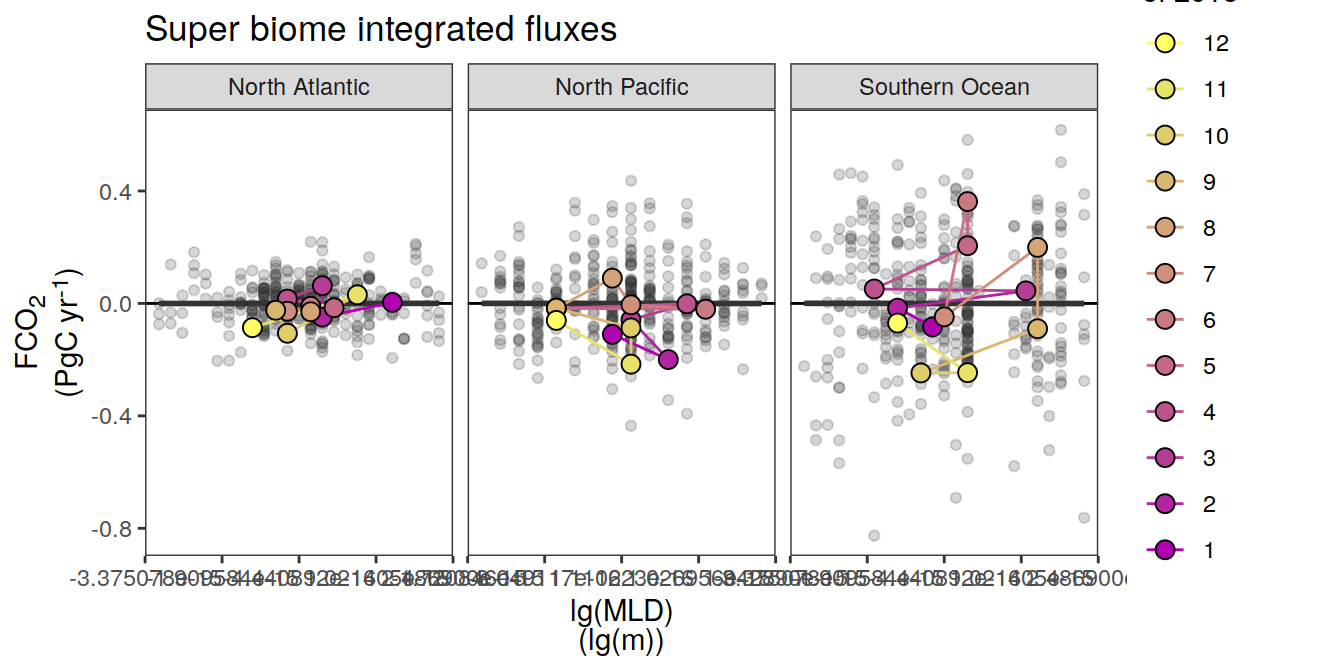 Super biome integrated fluxes
North Atlantic
North Pacific
Southern Ocean
0.4
0.0
-0.4
-0.8
FCO2
(PgC yr⁻¹)
lg(MLD)
(lg(m))
12
11
10
9
8
7
6
5
4
3
2
1